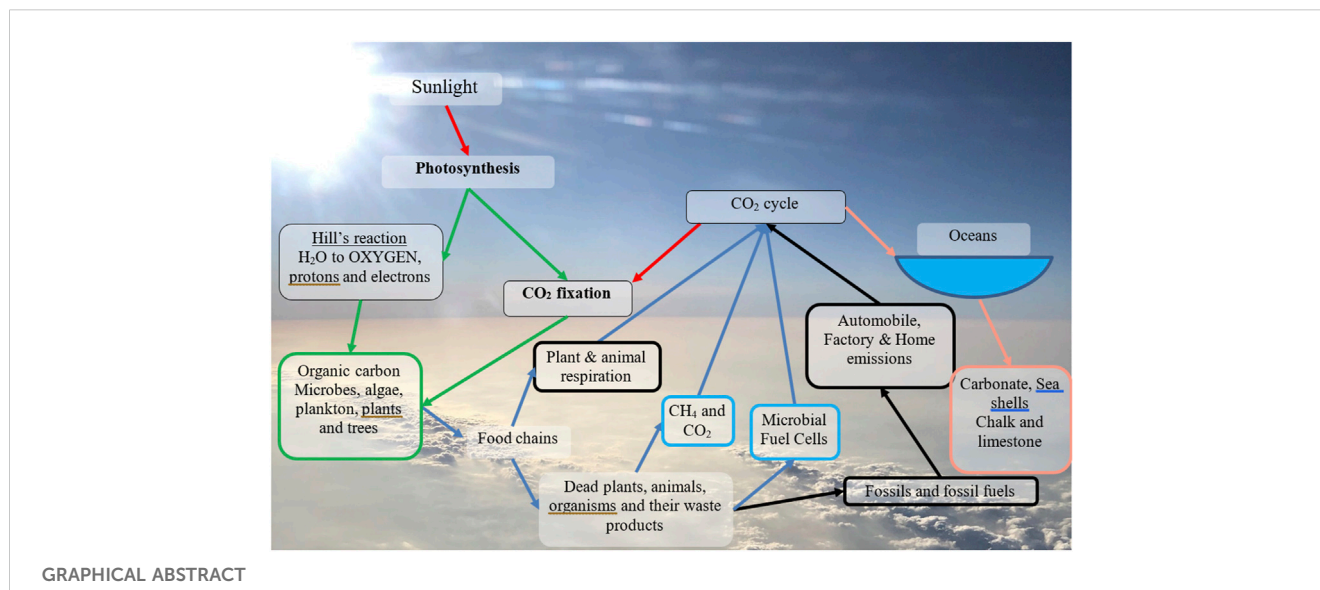 Sunlight
Photosynthesis
CO₂ cycle
Hill's reaction
H₂O to OXYGEN,
protons and electrons
Oceans
CO₂ fixation
Automobile,
Factory & Home
emissions
Plant & animal
respiration
Organic carbon
Microbes, algae,
plankton, plants
and trees
Carbonate, Sea
shells
Chalk and
limestone
CH₄ and
CO₂
Microbial
Fuel Cells
Food chains
Dead plants, animals,
organisms and their waste
products
Fossils and fossil fuels
GRAPHICAL ABSTRACT